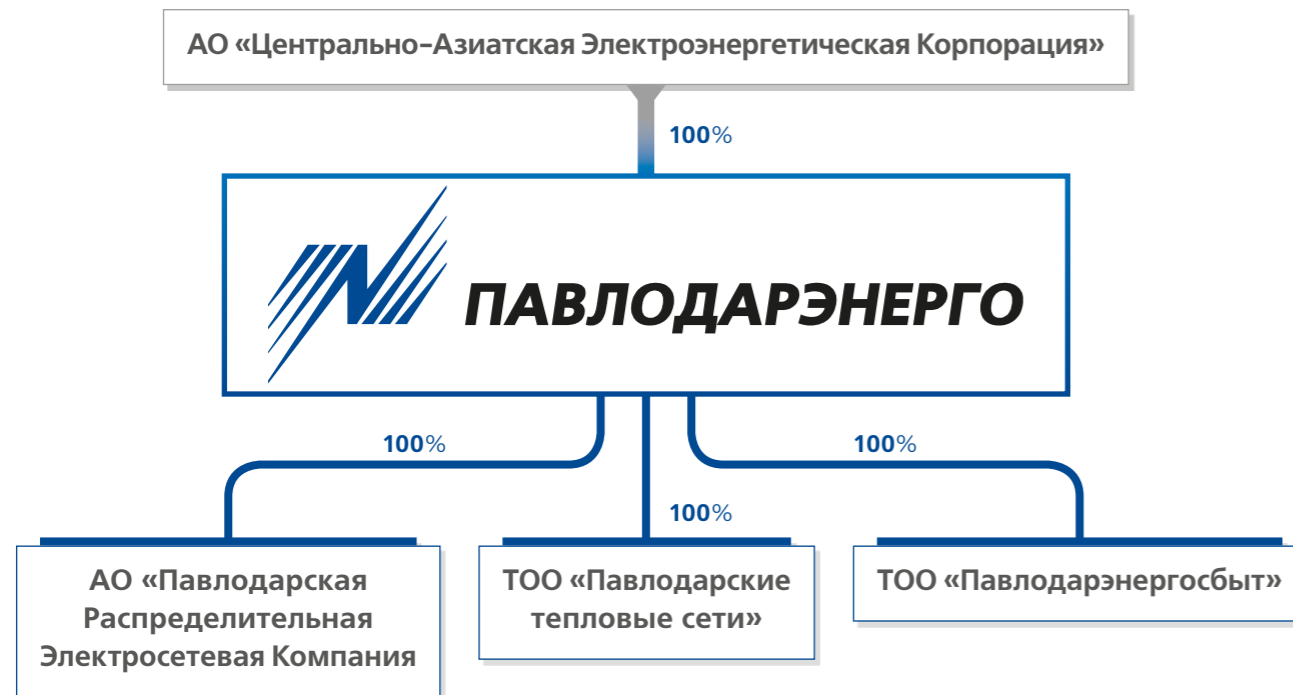 АО «Центрально-Азиатская Электроэнергетическая Корпорация»
100%
ПАВЛОДАРЭНЕРГО
100%
100%
100%
АО «Павлодарская
Распределительная
Электросетевая Компания
ТОО «Павлодарские
тепловые сети»
ТОО «Павлодарэнергосбыт»